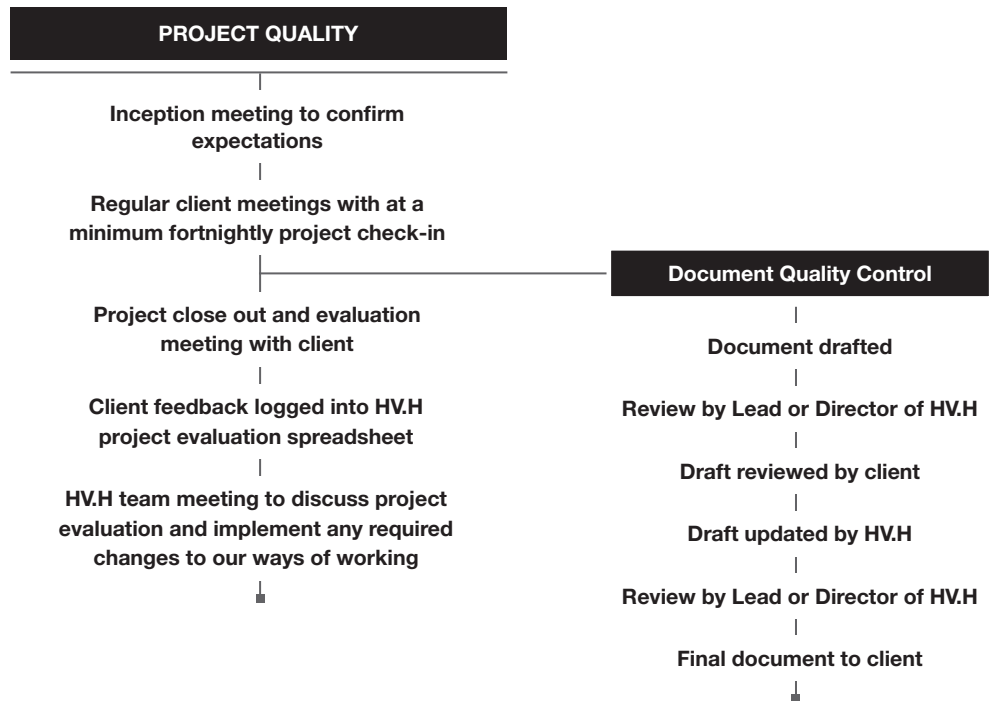 PROJECT QUALITY
Inception meeting to confirm
expectations
Regular client meetings with at a
minimum fortnightly project check-in
Project close out and evaluation
meeting with client
Client feedback logged into HV.H
project evaluation spreadsheet
HV.H team meeting to discuss project
evaluation and implement any required
changes to our ways of working
Document Quality Control
Document drafted
Review by Lead or Director of HV.H
Draft reviewed by client
Draft updated by HV.H
Review by Lead or Director of HV.H
Final document to client